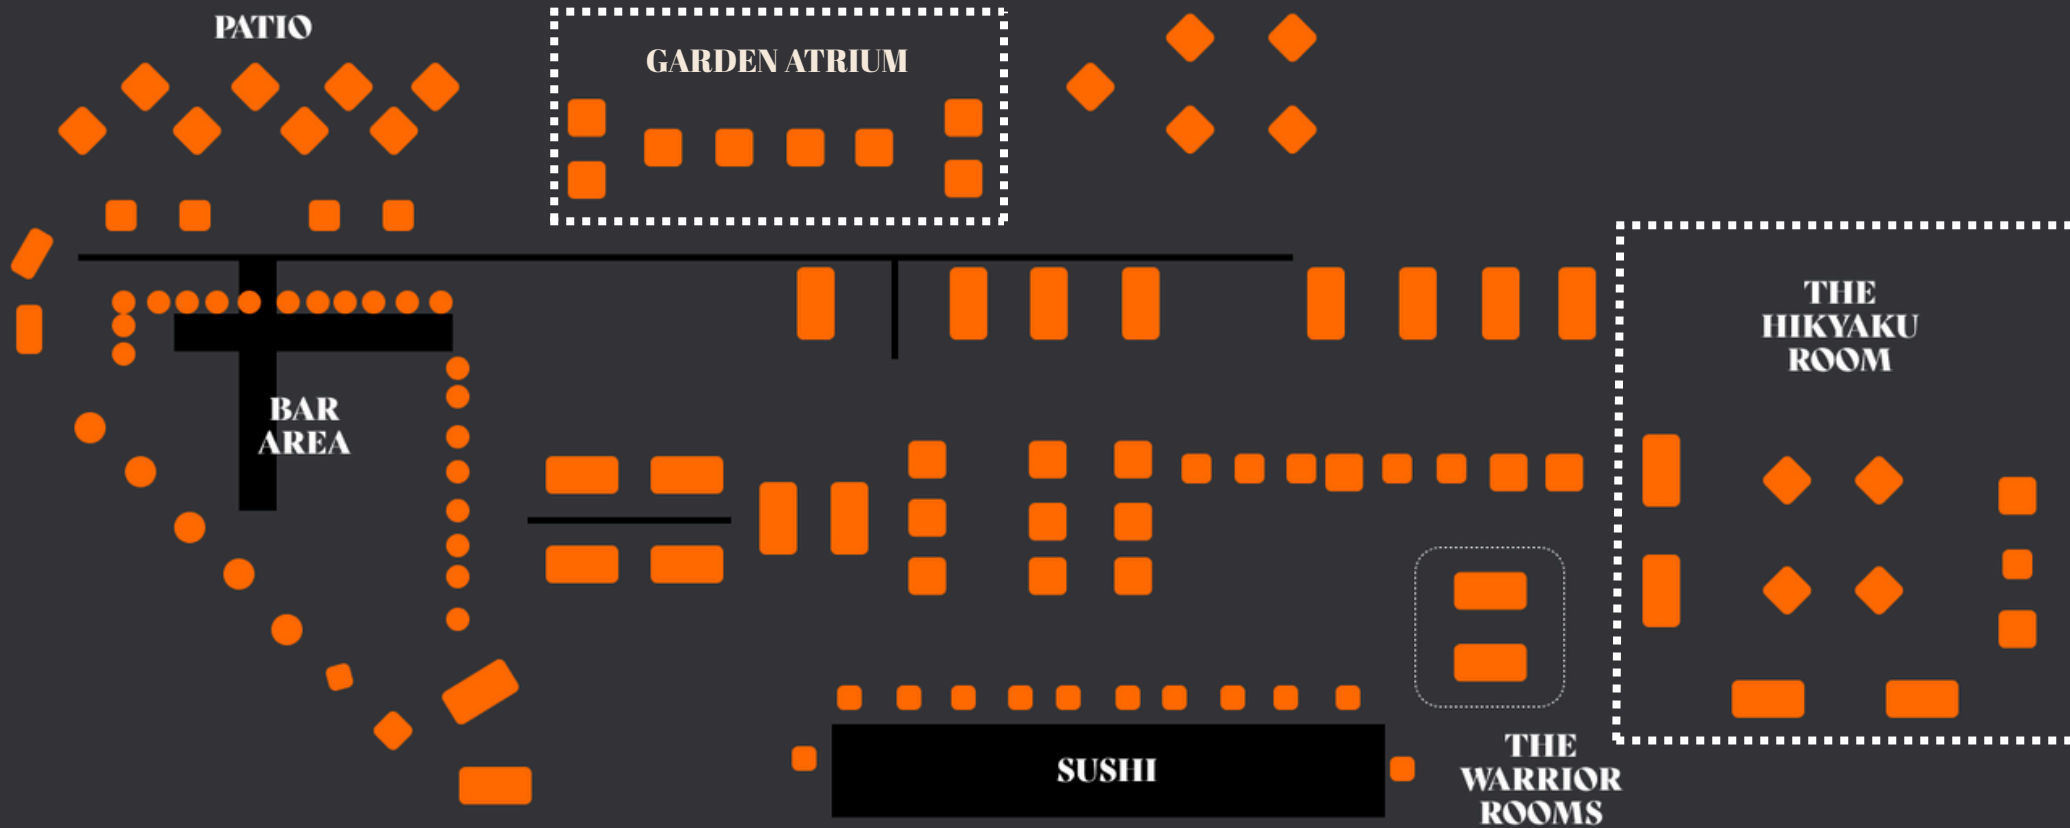 PATIO
GARDEN ATRIUM
THE
HIKYAKU
ROOM
BAR
AREA
SUSHI
THE
WARRIOR
ROOMS